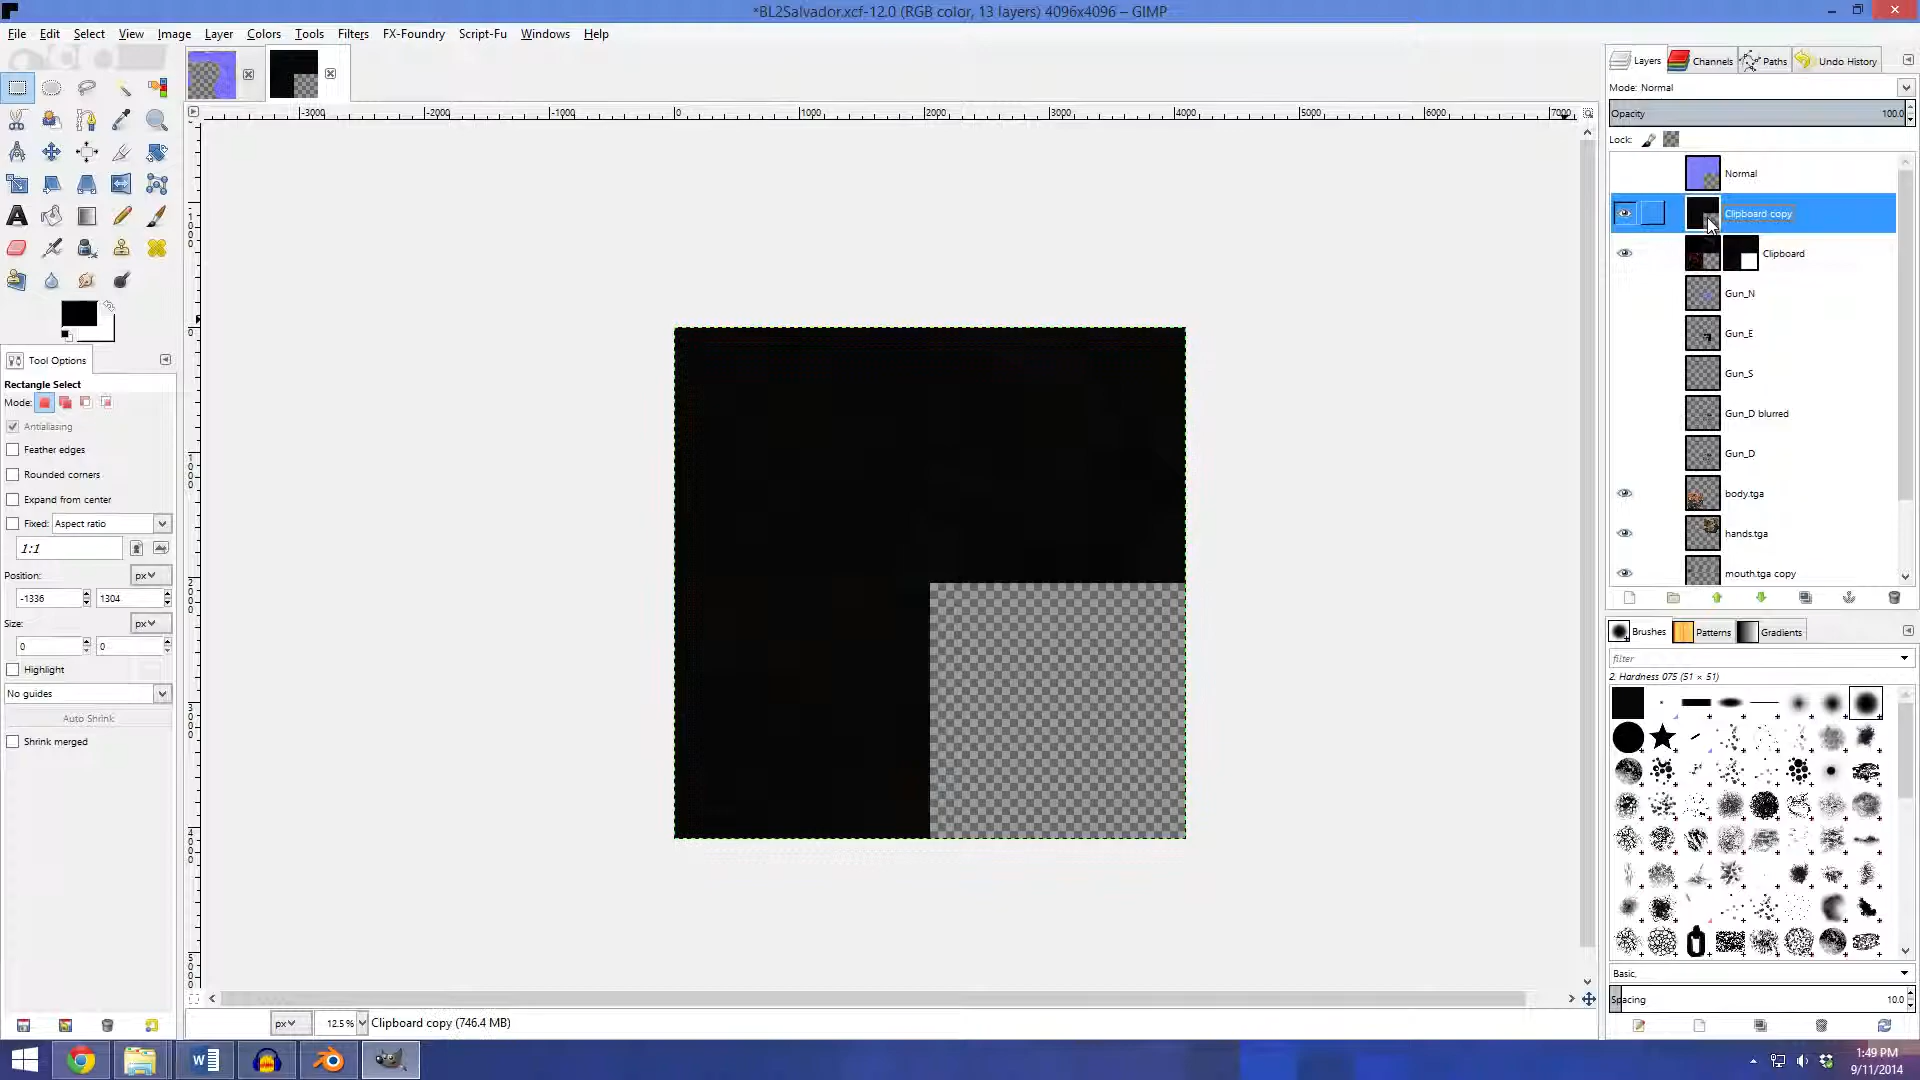 *BL2Salvador.xcf-12.0 (RGB color, 13 layers) 4096x4096 – GIMP
File Edit Select View Image Layer Colors Tools Filters FX-Foundry Script-Fu Windows Help
Layers Channels Paths Undo History
Mode: Normal
Opacity 100.0
Lock:
Normal
Clipboard copy
Clipboard
Gun_N
Gun_E
Gun_S
Gun_D blurred
Gun_D
body.tga
hands.tga
mouth.tga copy
-3000 -2000 -1000 0 1000 2000 3000 4000 5000 6000 7000
Tool Options
Rectangle Select
Mode:
Antialiasing
Feather edges
Rounded corners
Expand from center
Fixed: Aspect ratio
1:1
Position: px
-1336 1304
Size: px
0 0
Highlight
No guides
Auto Shrink
Shrink merged
Brushes Patterns Gradients
filter
2. Hardness 075 (51 × 51)
Basic,
Spacing 10.0
px 12.5% Clipboard copy (746.4 MB)
1:49 PM
9/11/2014